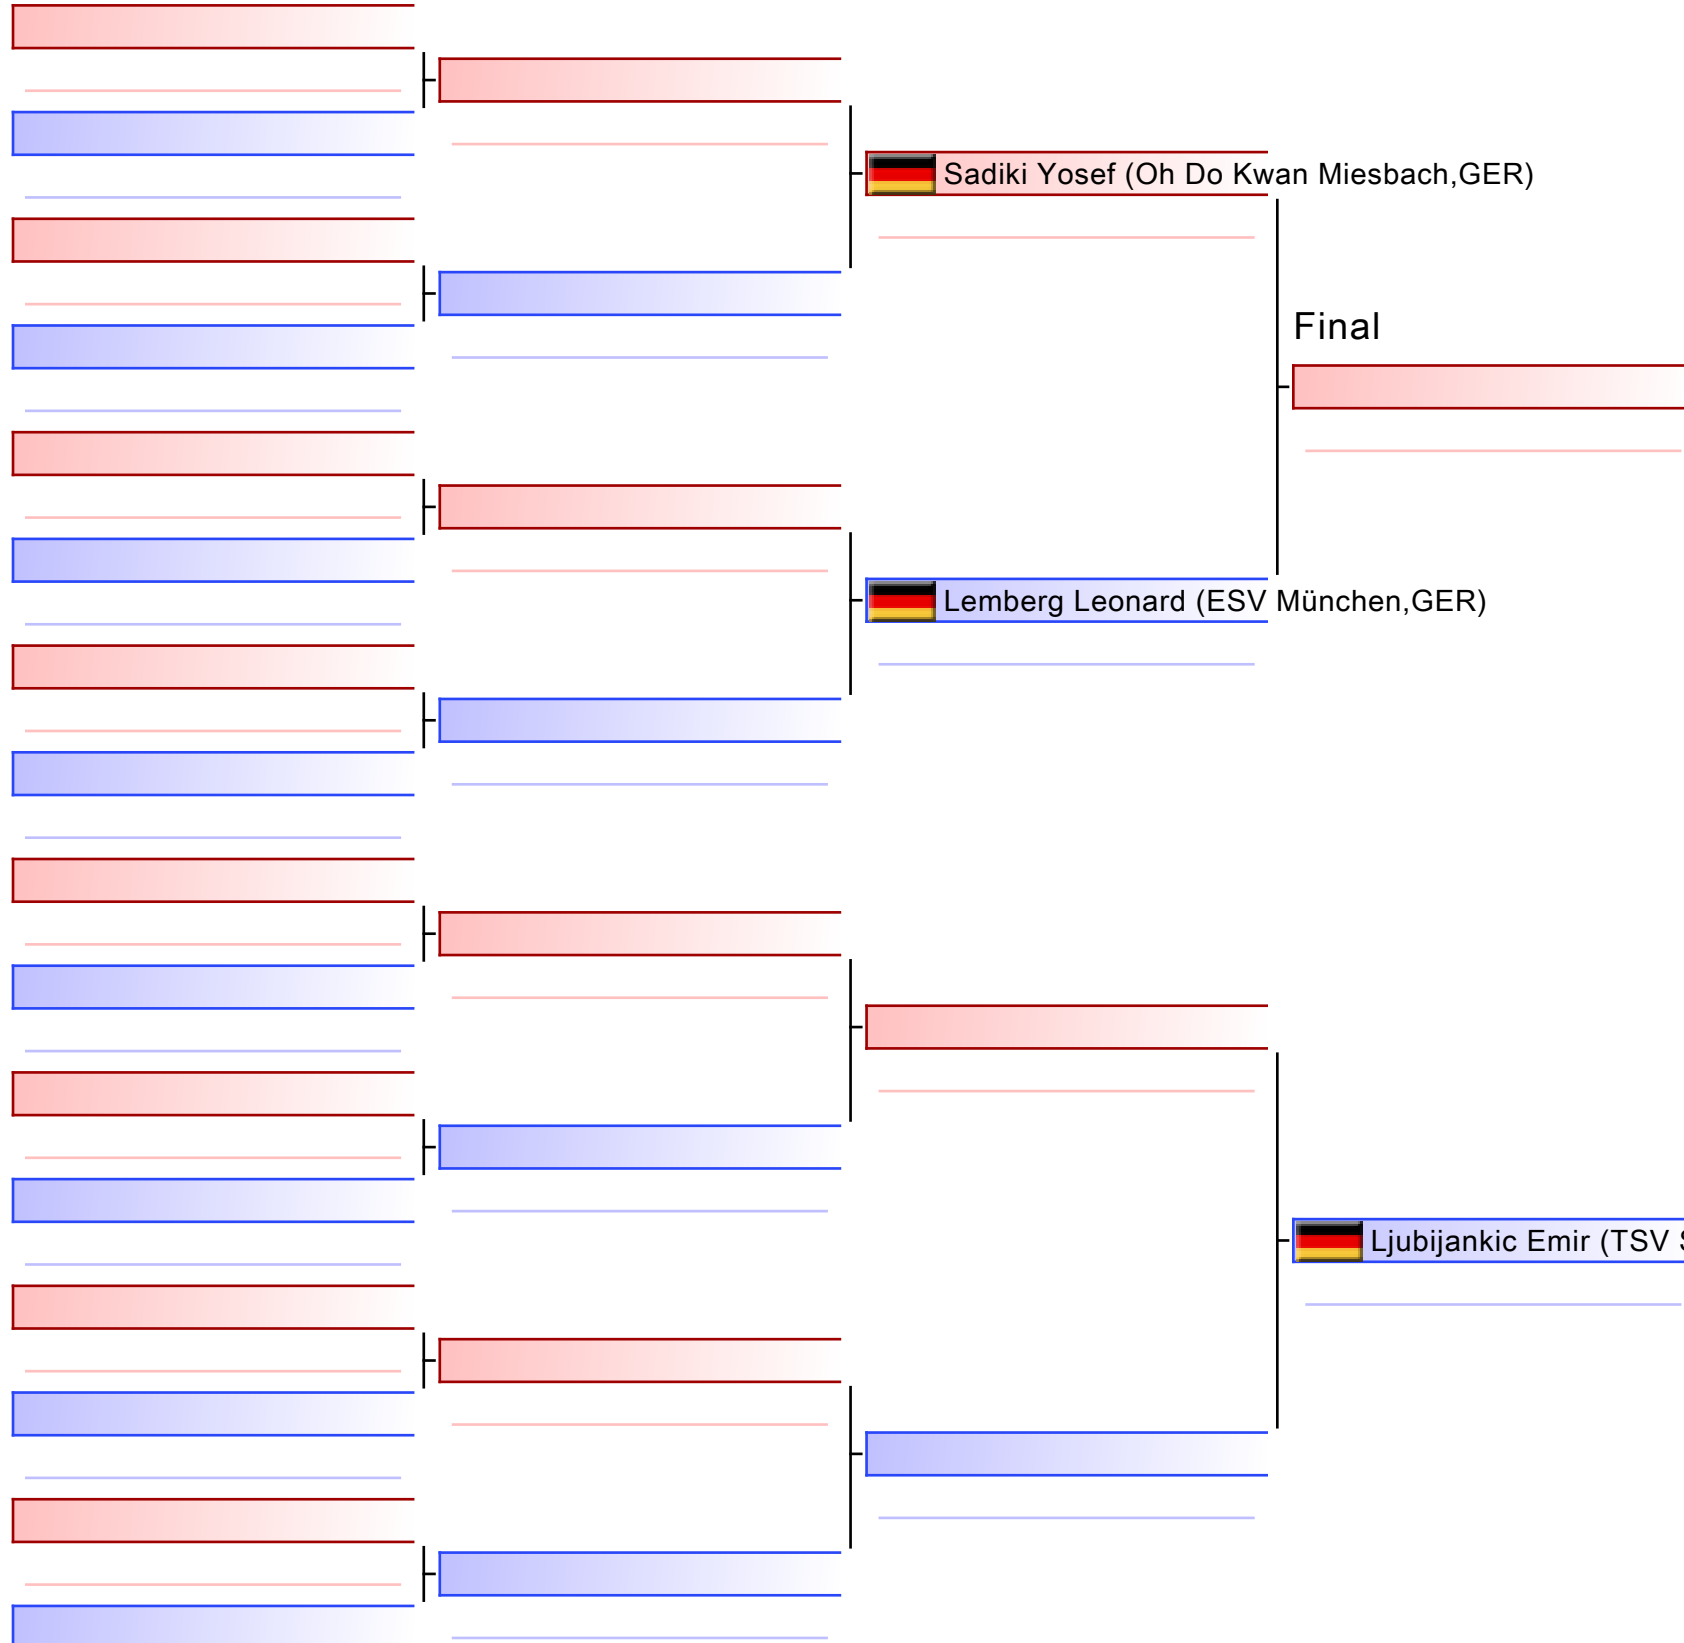 Sadiki Yosef (Oh Do Kwan Miesbach,GER)
Final
Lemberg Leonard (ESV München,GER)
Ljubijankic Emir (TSV